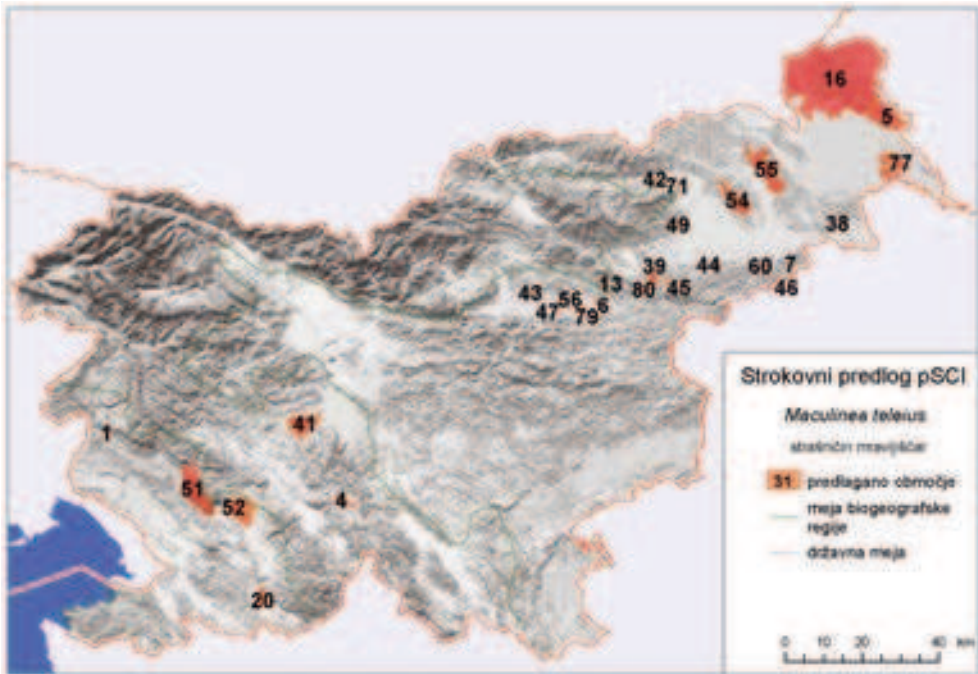 16
5
77
55
42 71
54
49
38
39 44 60 7
13
43 80 45 46
56 6
47 79
41
1
51
52 4
20
Strokovni predlog pSCI
Maculinea teleius
31 predlagano območje
meja biogeografske
regije
državna meja
0 10 20 40 km